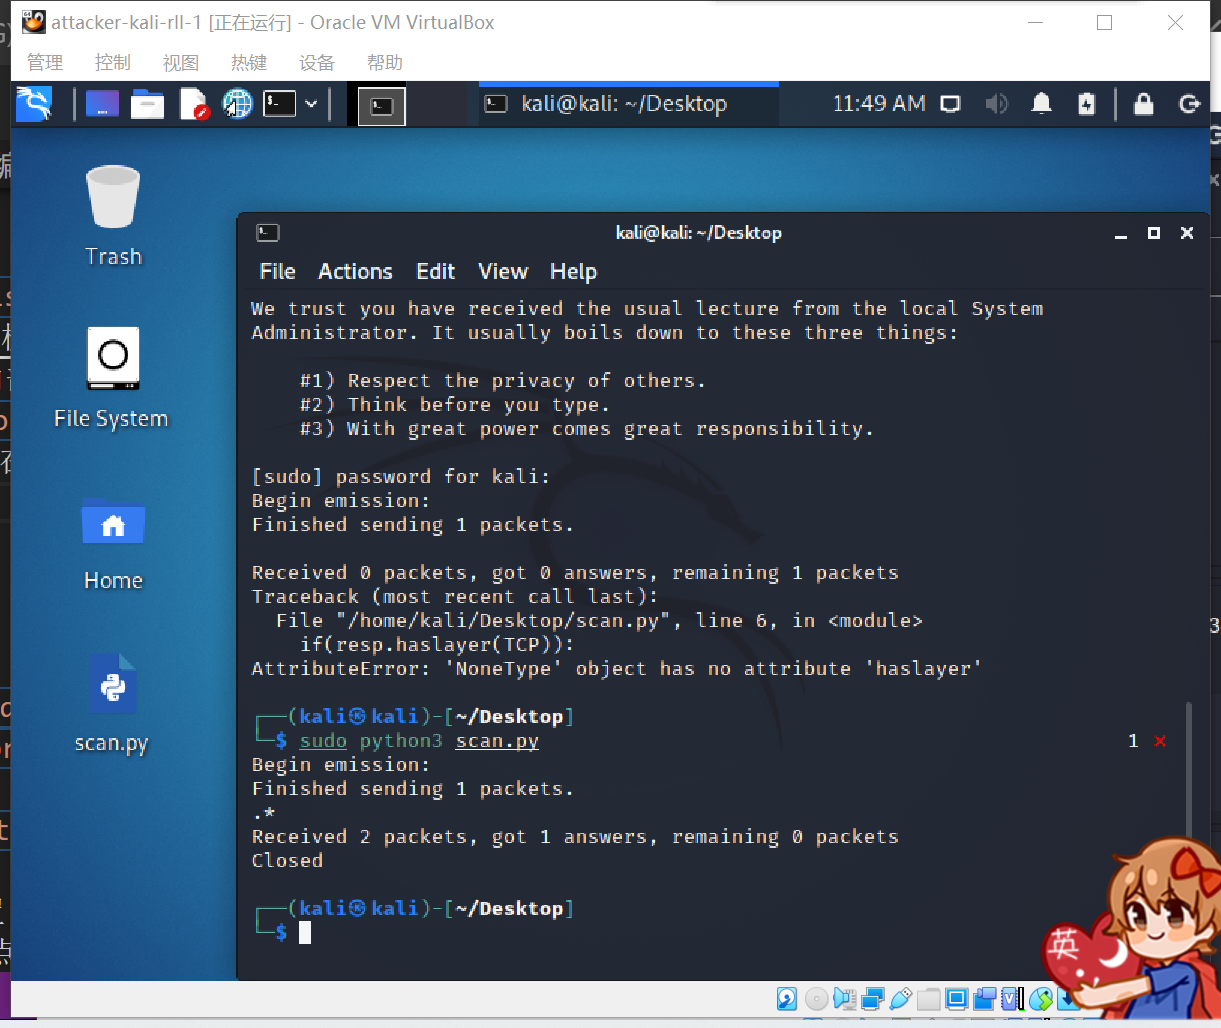 attacker-kali-rll-1 [正在运行] - Oracle VM VirtualBox
管理 控制 视图 热键 设备 帮助
kali@kali: ~/Desktop 11:49 AM
Trash
File System
Home
scan.py
kali@kali: ~/Desktop
File Actions Edit View Help
We trust you have received the usual lecture from the local System
Administrator. It usually boils down to these three things:
#1) Respect the privacy of others.
#2) Think before you type.
#3) With great power comes great responsibility.
[sudo] password for kali:
Begin emission:
Finished sending 1 packets.
Received 0 packets, got 0 answers, remaining 1 packets
Traceback (most recent call last):
File "/home/kali/Desktop/scan.py", line 6, in <module>
if(resp.haslayer(TCP)):
AttributeError: 'NoneType' object has no attribute 'haslayer'
┌──(kali㉿kali)-[~/Desktop]
└─$ sudo python3 scan.py 1 ⨯
Begin emission:
Finished sending 1 packets.
.*
Received 2 packets, got 1 answers, remaining 0 packets
Closed
┌──(kali㉿kali)-[~/Desktop]
└─$
英